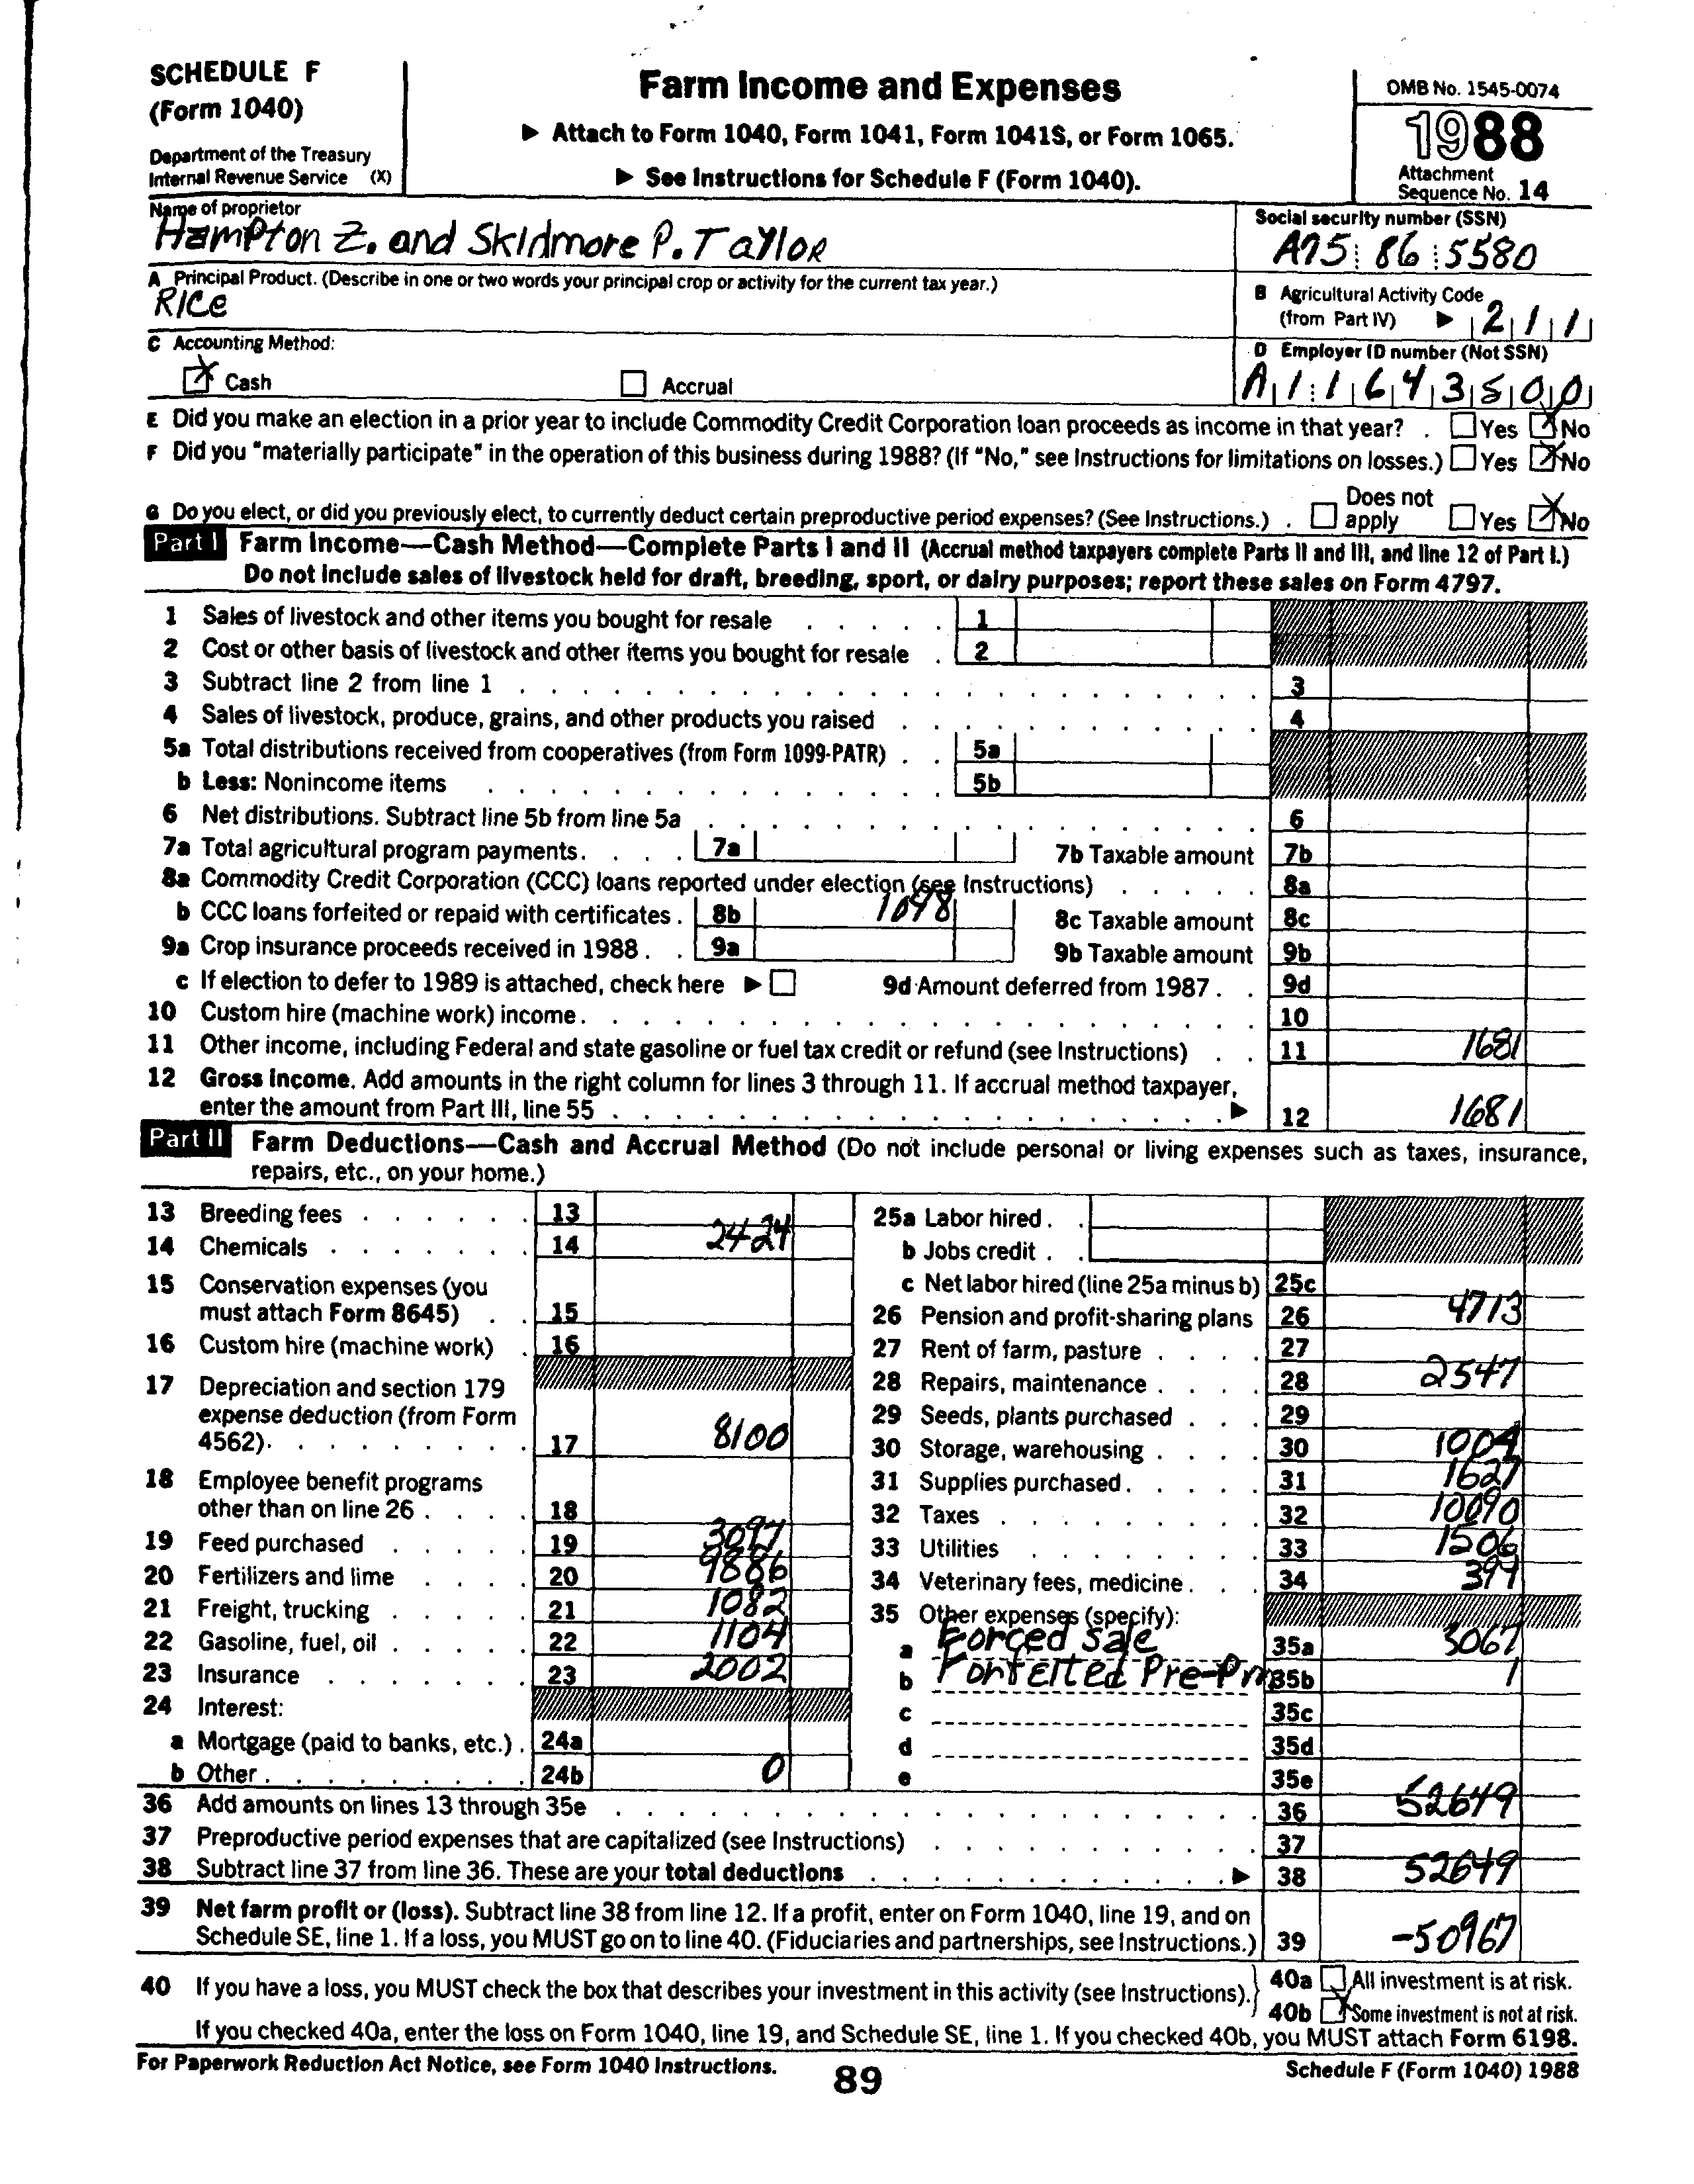 SCHEDULE F
(Form 1040)
Department of the Treasury
Internal Revenue Service (X)
Farm Income and Expenses
▶ Attach to Form 1040, Form 1041, Form 1041S, or Form 1065.
▶ See Instructions for Schedule F (Form 1040).
OMB No. 1545-0074
1988
Attachment
Sequence No. 14
Name of proprietor
Hampton Z. and Skidmore P. Taylor
Social security number (SSN)
A75 86 5580
A Principal Product. (Describe in one or two words your principal crop or activity for the current tax year.)
Rice
B Agricultural Activity Code
(from Part IV) ▶ 2 1 1
C Accounting Method:
Cash Accrual
D Employer ID number (Not SSN)
A 1 1 6 4 3 5 0 0
E Did you make an election in a prior year to include Commodity Credit Corporation loan proceeds as income in that year? . Yes No
F Did you "materially participate" in the operation of this business during 1988? (If "No," see Instructions for limitations on losses.) Yes No
G Do you elect, or did you previously elect, to currently deduct certain preproductive period expenses? (See Instructions.) . Does not apply Yes No
Part I Farm Income—Cash Method—Complete Parts I and II (Accrual method taxpayers complete Parts II and III, and line 12 of Part I.)
Do not include sales of livestock held for draft, breeding, sport, or dairy purposes; report these sales on Form 4797.
1 Sales of livestock and other items you bought for resale 1
2 Cost or other basis of livestock and other items you bought for resale 2
3 Subtract line 2 from line 1 3
4 Sales of livestock, produce, grains, and other products you raised 4
5a Total distributions received from cooperatives (from Form 1099-PATR) 5a
b Less: Nonincome items 5b
6 Net distributions. Subtract line 5b from line 5a 6
7a Total agricultural program payments. 7a 7b Taxable amount 7b
8a Commodity Credit Corporation (CCC) loans reported under election (see Instructions) 8a
b CCC loans forfeited or repaid with certificates . 8b 1048 8c Taxable amount 8c
9a Crop insurance proceeds received in 1988 . 9a 9b Taxable amount 9b
c If election to defer to 1989 is attached, check here ▶ 9d Amount deferred from 1987 . 9d
10 Custom hire (machine work) income. 10
11 Other income, including Federal and state gasoline or fuel tax credit or refund (see Instructions) 11 1681
12 Gross income. Add amounts in the right column for lines 3 through 11. If accrual method taxpayer,
enter the amount from Part III, line 55 ▶ 12 1681
Part II Farm Deductions—Cash and Accrual Method (Do not include personal or living expenses such as taxes, insurance,
repairs, etc., on your home.)
13 Breeding fees 13
14 Chemicals 14 2424
15 Conservation expenses (you
must attach Form 8645) 15
16 Custom hire (machine work) 16
17 Depreciation and section 179
expense deduction (from Form
4562). 17 8100
18 Employee benefit programs
other than on line 26 . 18
19 Feed purchased 19 3097
20 Fertilizers and lime 20 9886
21 Freight, trucking 21 1082
22 Gasoline, fuel, oil 22 1104
23 Insurance 23 2002
24 Interest:
a Mortgage (paid to banks, etc.) . 24a
b Other. 24b 0
25a Labor hired .
b Jobs credit .
c Net labor hired (line 25a minus b) 25c
26 Pension and profit-sharing plans 26 4713
27 Rent of farm, pasture 27
28 Repairs, maintenance 28 2547
29 Seeds, plants purchased 29
30 Storage, warehousing 30 1004
31 Supplies purchased. 31 1627
32 Taxes 32 10090
33 Utilities 33 1506
34 Veterinary fees, medicine. 34 399
35 Other expenses (specify):
a Forced sale 35a 3067
b Forfeited Pre-Pm 35b 1
c 35c
d 35d
e 35e
36 Add amounts on lines 13 through 35e 36 52649
37 Preproductive period expenses that are capitalized (see Instructions) 37
38 Subtract line 37 from line 36. These are your total deductions ▶ 38 52649
39 Net farm profit or (loss). Subtract line 38 from line 12. If a profit, enter on Form 1040, line 19, and on
Schedule SE, line 1. If a loss, you MUST go on to line 40. (Fiduciaries and partnerships, see Instructions.) 39 -50967
40 If you have a loss, you MUST check the box that describes your investment in this activity (see Instructions). 40a All investment is at risk.
40b Some investment is not at risk.
If you checked 40a, enter the loss on Form 1040, line 19, and Schedule SE, line 1. If you checked 40b, you MUST attach Form 6198.
For Paperwork Reduction Act Notice, see Form 1040 Instructions.
89
Schedule F (Form 1040) 1988